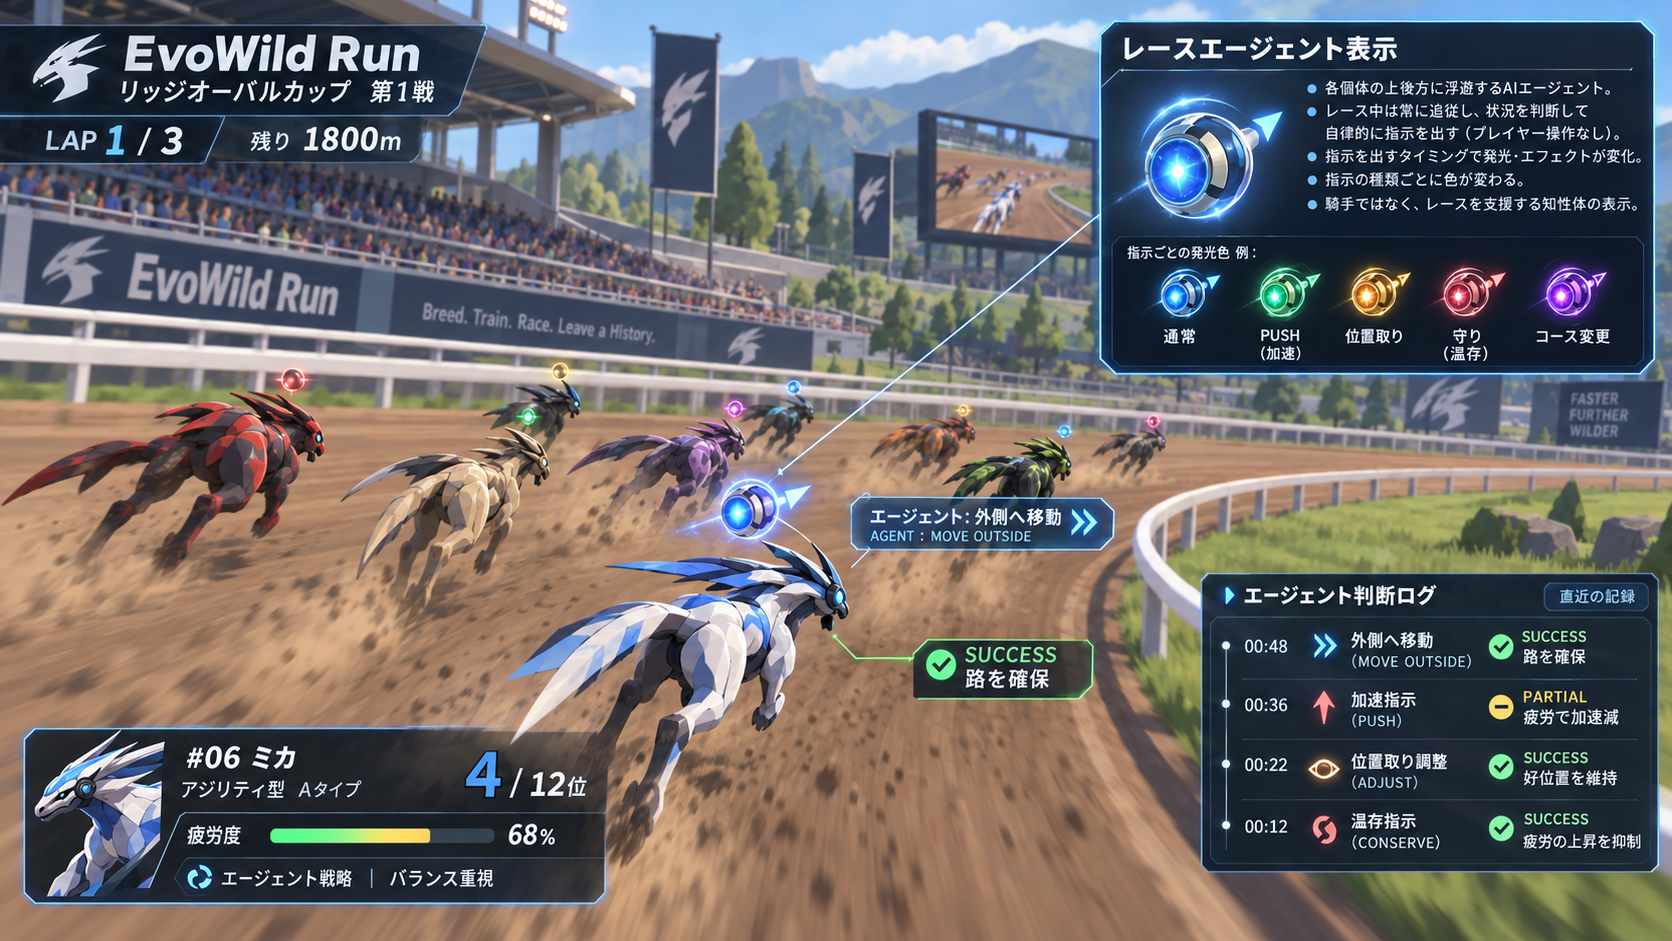 EvoWild Run
リッジオーバルカップ 第1戦
LAP 1 / 3
残り 1800m
レースエージェント表示
各個体の上後方に浮遊するAIエージェント。
レース中は常に追従し、状況を判断して
自律的に指示を出す（プレイヤー操作なし）。
指示を出すタイミングで発光・エフェクトが変化。
指示の種類ごとに色が変わる。
騎手ではなく、レースを支援する知性体の表示。
指示ごとの発光色 例：
通常
PUSH
（加速）
位置取り
守り
（温存）
コース変更
EvoWild Run
Breed. Train. Race. Leave a History.
FASTER
FURTHER
WILDER
エージェント：外側へ移動
AGENT : MOVE OUTSIDE
SUCCESS
路を確保
エージェント判断ログ
直近の記録
00:48
外側へ移動
（MOVE OUTSIDE）
SUCCESS
路を確保
00:36
加速指示
（PUSH）
PARTIAL
疲労で加速減
00:22
位置取り調整
（ADJUST）
SUCCESS
好位置を維持
00:12
温存指示
（CONSERVE）
SUCCESS
疲労の上昇を抑制
#06 ミカ
アジリティ型 Aタイプ
4 / 12位
疲労度
68%
エージェント戦略 | バランス重視